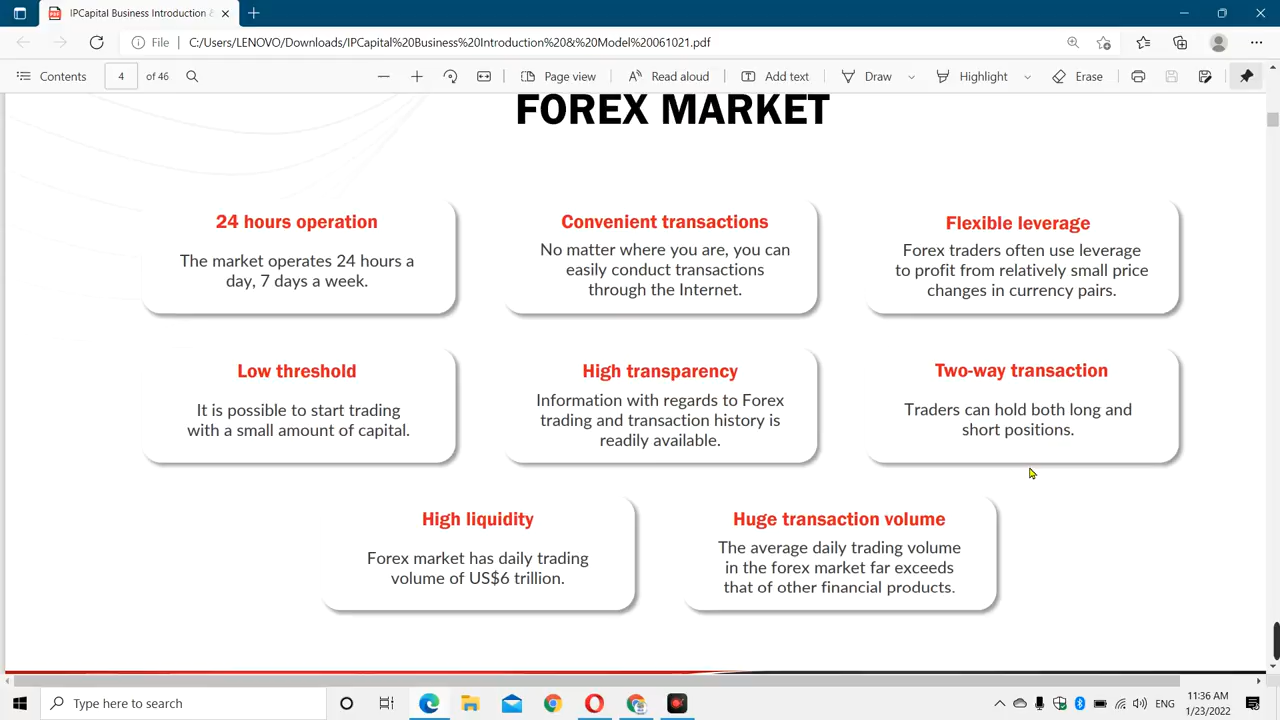 IPCapital Business Introduction &
File
C:/Users/LENOVO/Downloads/IPCapital%20Business%20Introduction%20&%20Model%20061021.pdf
Contents
4
of 46
Page view
Read aloud
Add text
Draw
Highlight
Erase
FOREX MARKET
24 hours operation
The market operates 24 hours a
day, 7 days a week.
Convenient transactions
No matter where you are, you can
easily conduct transactions
through the Internet.
Flexible leverage
Forex traders often use leverage
to profit from relatively small price
changes in currency pairs.
Low threshold
It is possible to start trading
with a small amount of capital.
High transparency
Information with regards to Forex
trading and transaction history is
readily available.
Two-way transaction
Traders can hold both long and
short positions.
High liquidity
Forex market has daily trading
volume of US$6 trillion.
Huge transaction volume
The average daily trading volume
in the forex market far exceeds
that of other financial products.
Type here to search
ENG
11:36 AM
1/23/2022